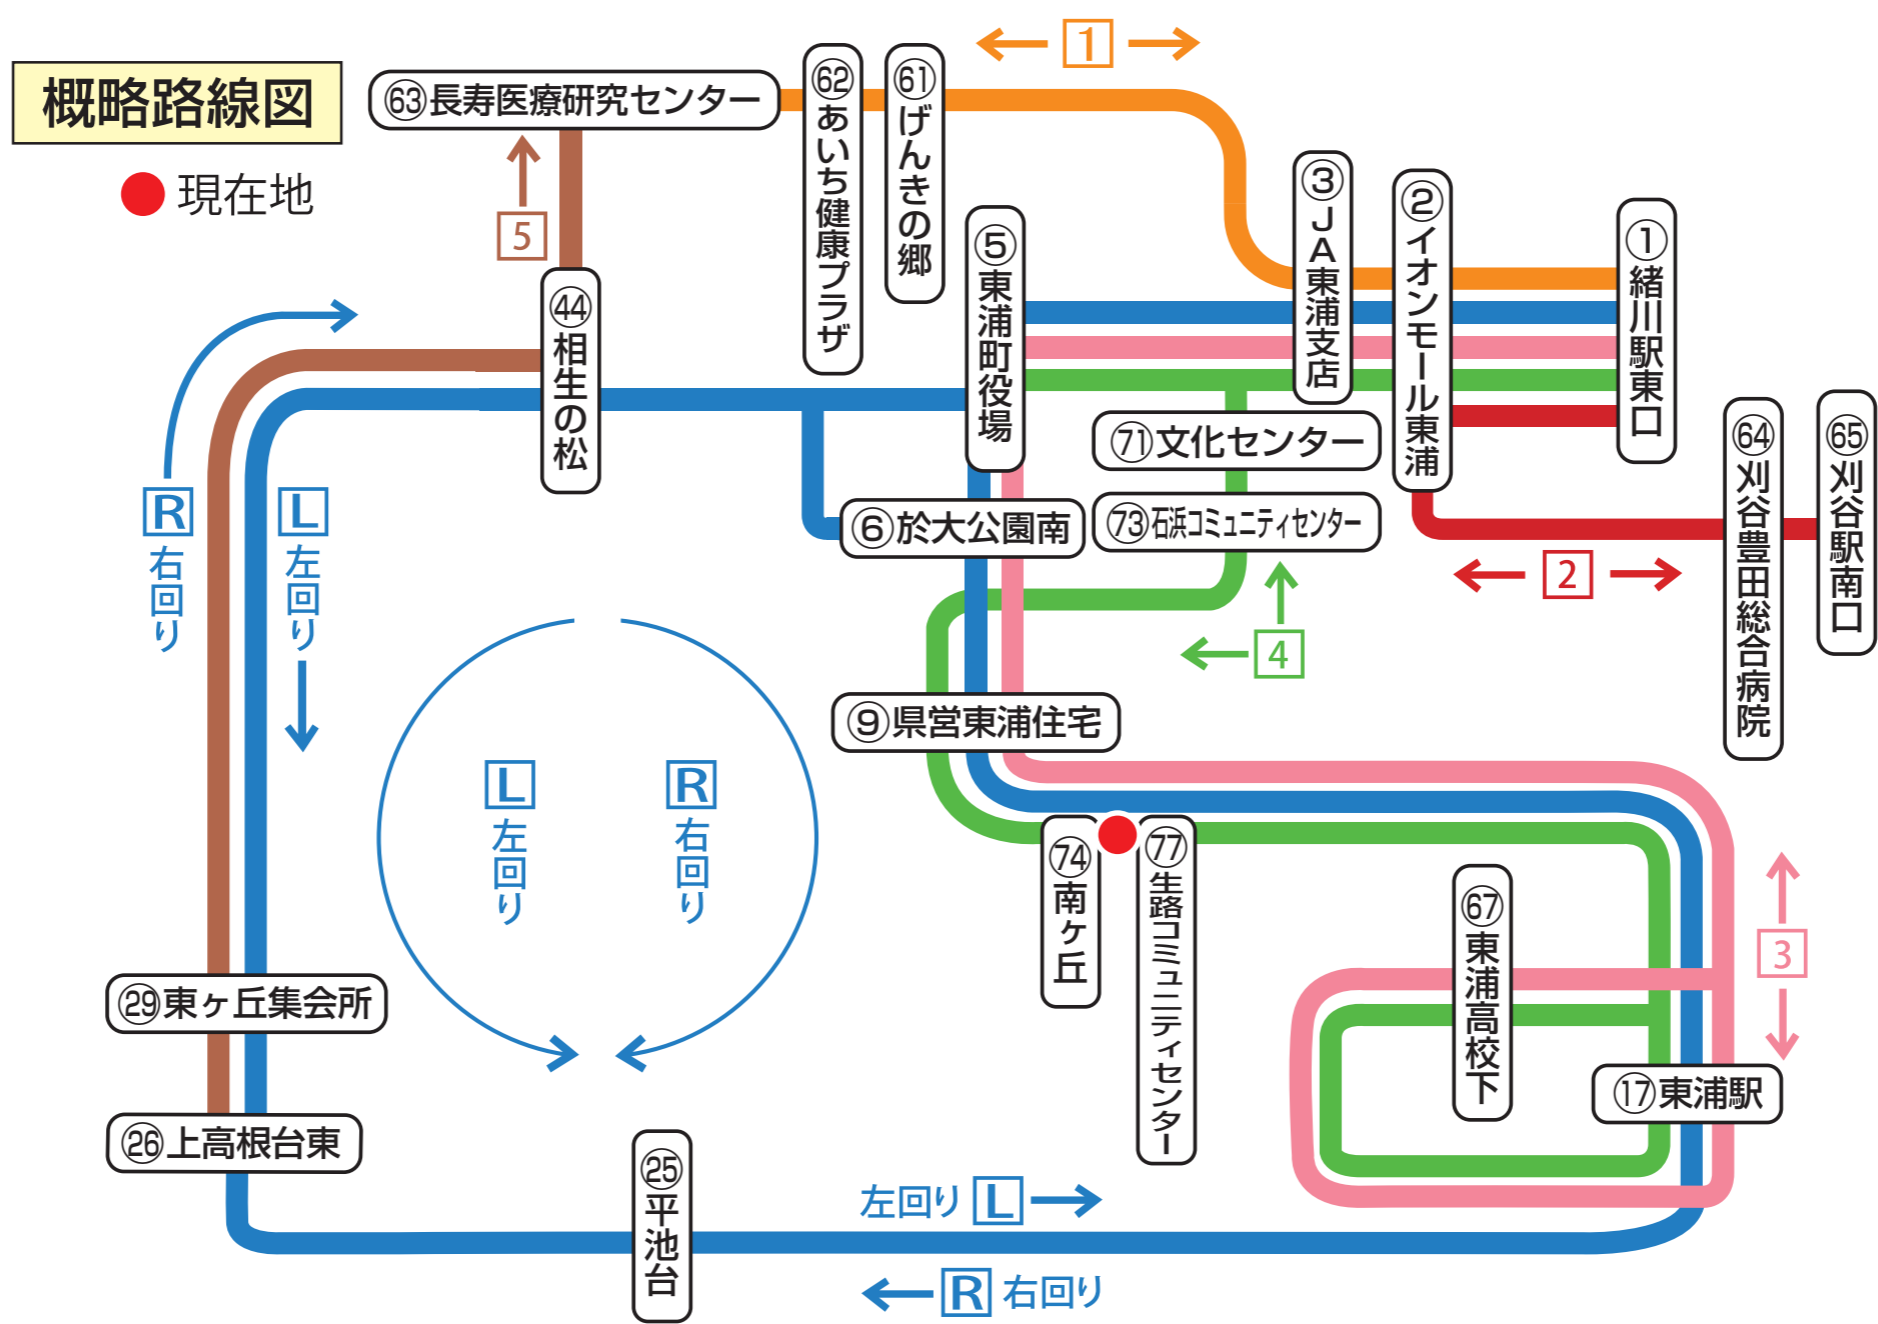 概略路線図
現在地
1
㊿+13長寿医療研究センター
62あいち健康プラザ
61げんきの郷
③JA東浦支店
②イオンモール東浦
①緒川駅東口
⑤東浦町役場
5
㊹相生の松
71文化センター
73石浜コミュニティセンター
64刈谷豊田総合病院
65刈谷駅南口
2
R
右回り
L
左回り
⑥於大公園南
4
⑨県営東浦住宅
L
左回り
R
右回り
74南ヶ丘
77生路コミュニティセンター
67東浦高校下
3
⑰東浦駅
㉙東ヶ丘集会所
㉖上高根台東
㉕平池台
左回り L
R 右回り